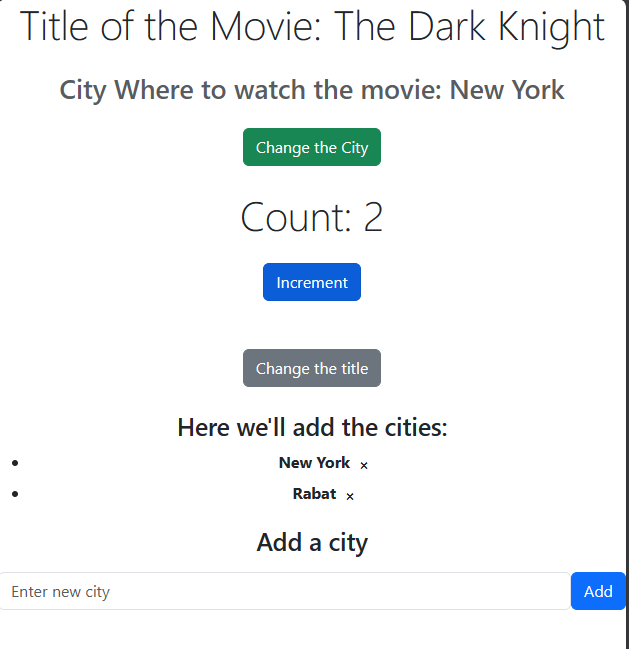 Title of the Movie: The Dark Knight
City Where to watch the movie: New York
Change the City
Count: 2
Increment
Change the title
Here we'll add the cities:
• New York ×
• Rabat ×
Add a city
Enter new city Add